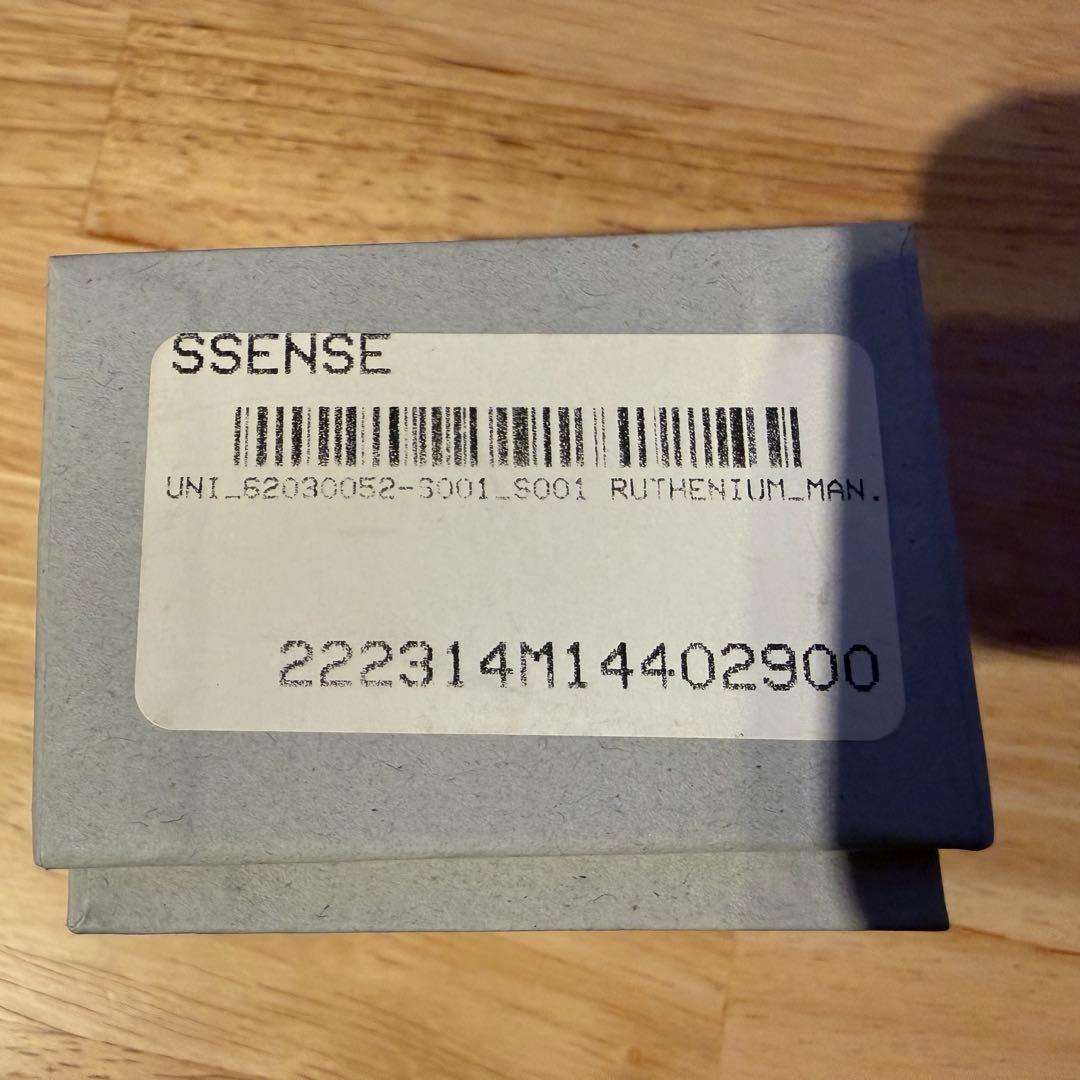 SSENSE
UNI_62030052-S001_S001 RUTHENIUM_MAN.
222314M14402900